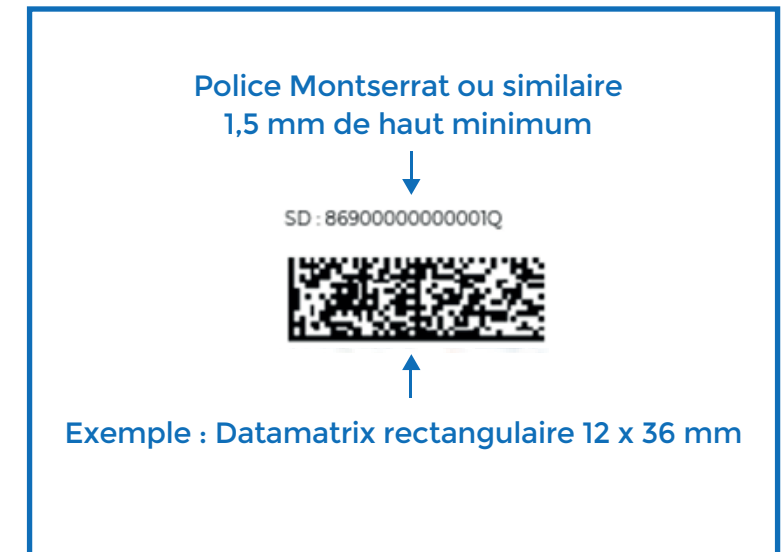 Police Montserrat ou similaire
1,5 mm de haut minimum
SD : 86900000000001Q
Exemple : Datamatrix rectangulaire 12 x 36 mm